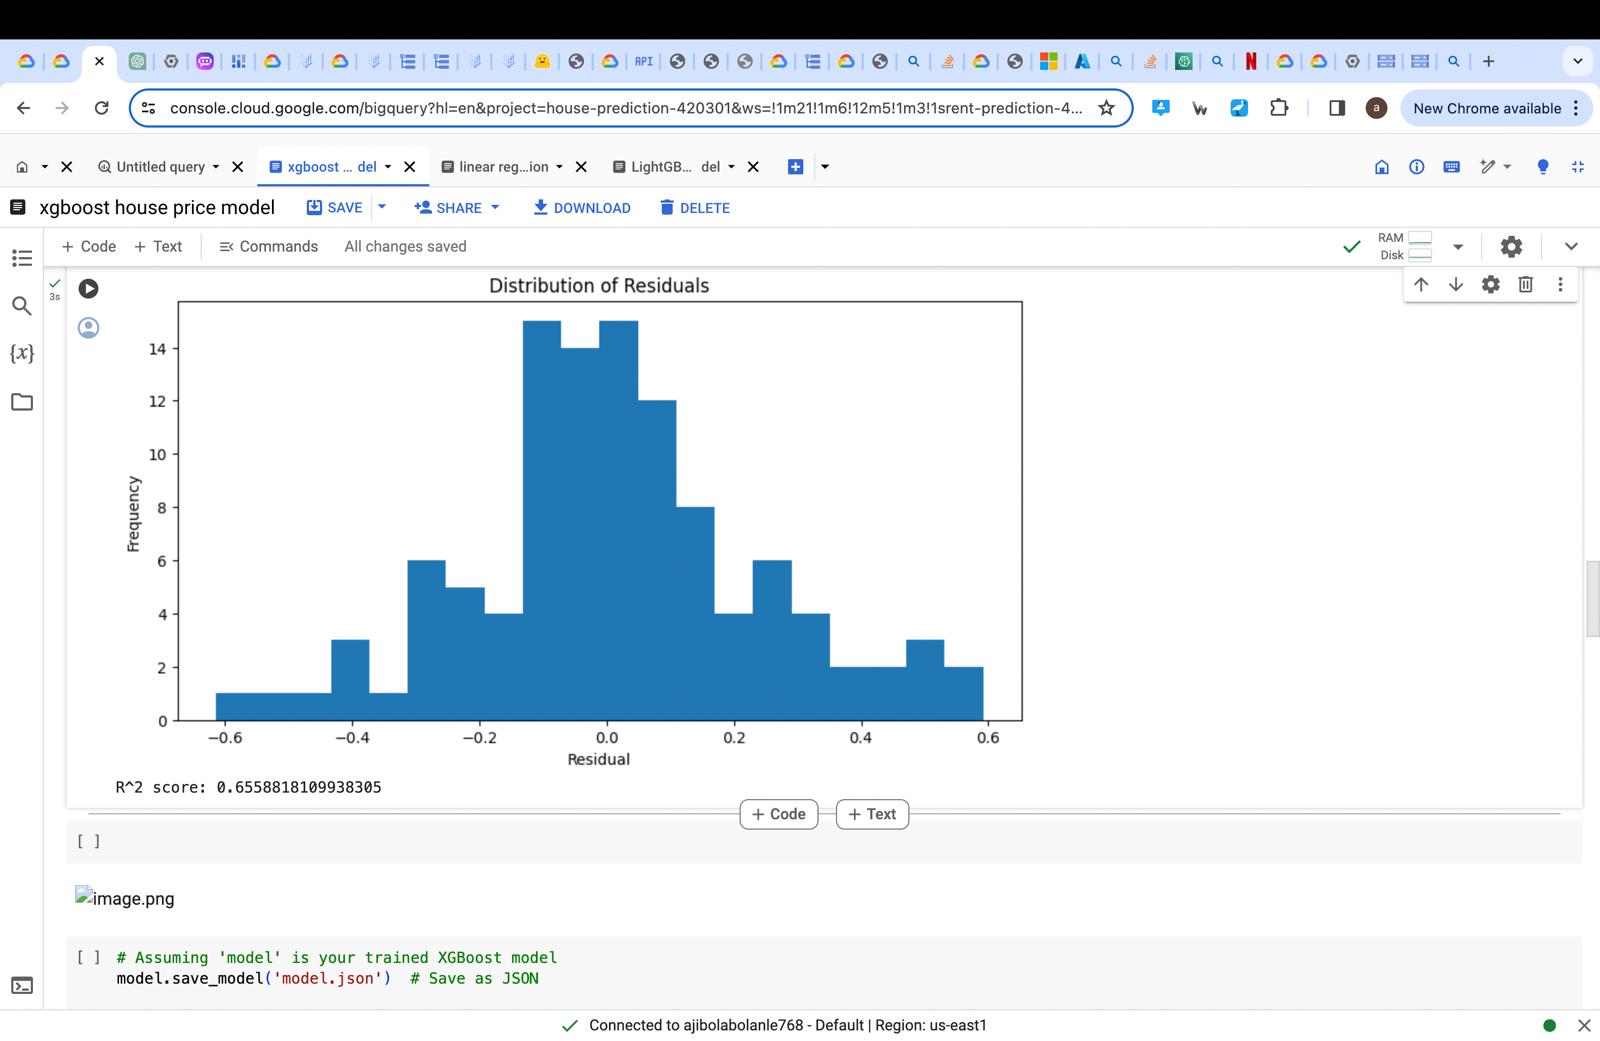 API
console.cloud.google.com/bigquery?hl=en&project=house-prediction-420301&ws=!1m21!1m6!12m5!1m3!1srent-prediction-4...
a
New Chrome available
Untitled query
xgboost ... del
linear reg...ion
LightGB... del
xgboost house price model
SAVE
SHARE
DOWNLOAD
DELETE
+ Code
+ Text
Commands
All changes saved
RAM
Disk
3s
{x}
Distribution of Residuals
14
12
10
8
6
4
2
0
Frequency
−0.6
−0.4
−0.2
0.0
0.2
0.4
0.6
Residual
R^2 score: 0.6558818109938305
+ Code
+ Text
[ ]
image.png
[ ] # Assuming 'model' is your trained XGBoost model
model.save_model('model.json')  # Save as JSON
Connected to ajibolabolanle768 - Default | Region: us-east1